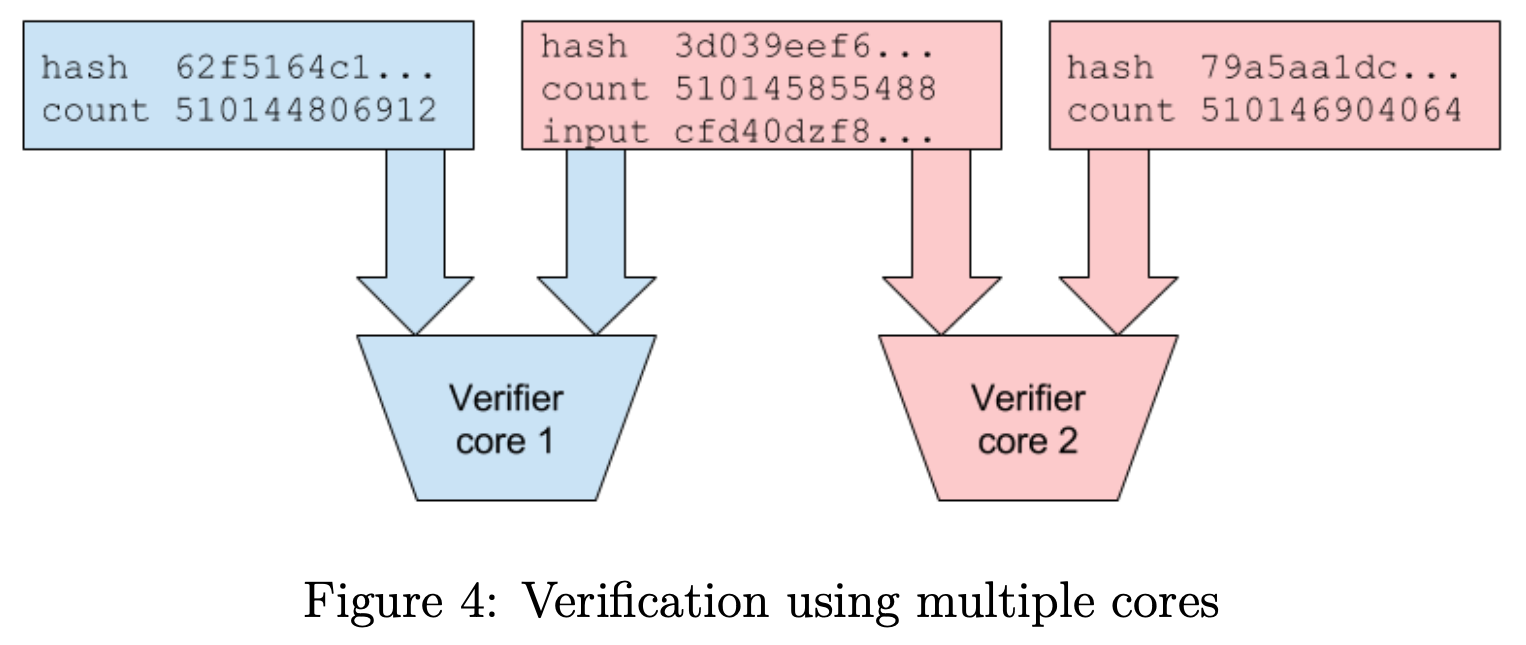 hash  62f5164c1...
count 510144806912
hash  3d039eef6...
count 510145855488
input cfd40dzf8...
hash  79a5aa1dc...
count 510146904064
Verifier
core 1
Verifier
core 2
Figure 4: Verification using multiple cores